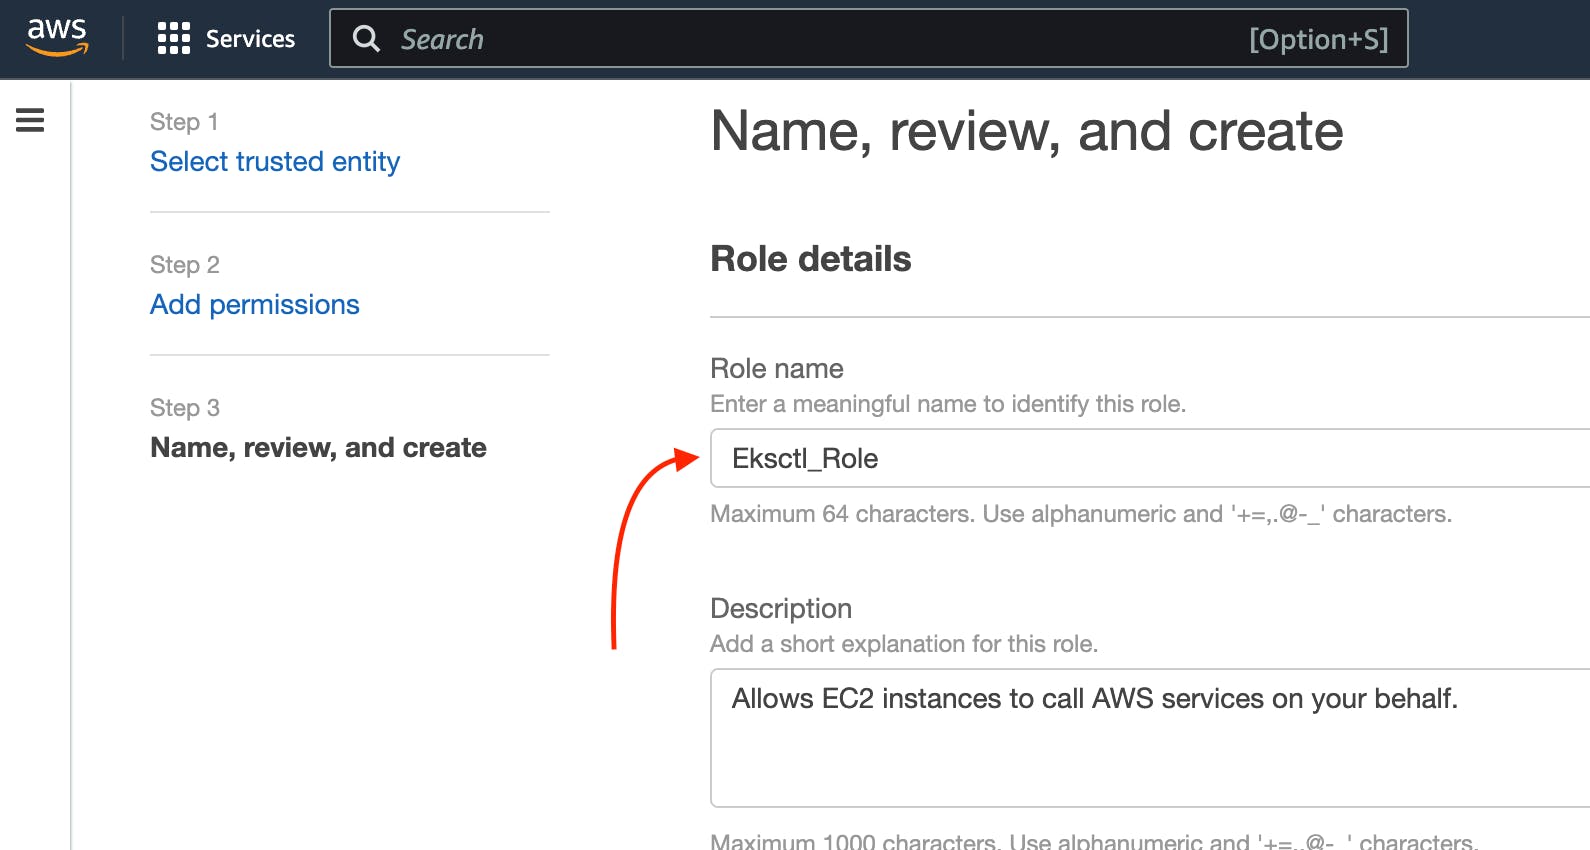 aws
Services
Search
[Option+S]
Step 1
Select trusted entity
Step 2
Add permissions
Step 3
Name, review, and create
Name, review, and create
Role details
Role name
Enter a meaningful name to identify this role.
Eksctl_Role
Maximum 64 characters. Use alphanumeric and '+=,.@-_' characters.
Description
Add a short explanation for this role.
Allows EC2 instances to call AWS services on your behalf.
Maximum 1000 characters. Use alphanumeric and '+=,.@-_' characters.